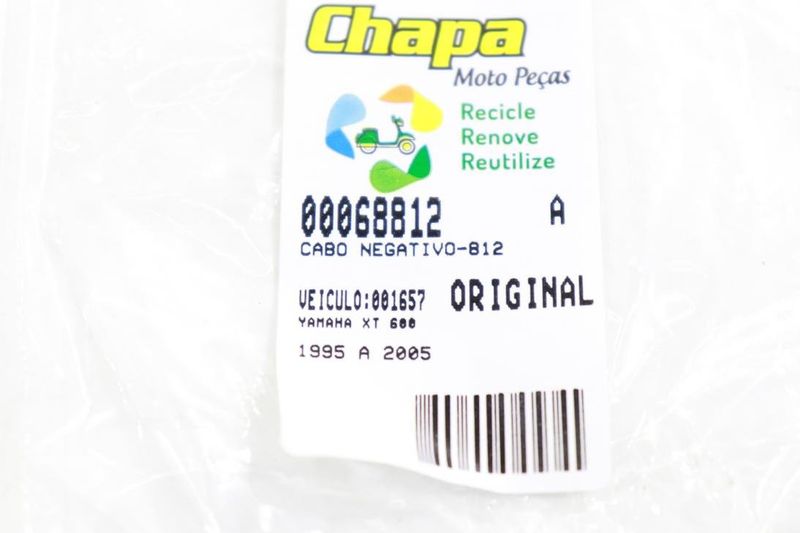 Chapa
Moto Peças
Recicle
Renove
Reutilize
00068812 A
CABO NEGATIVO-812
VEICULO:001657 ORIGINAL
YAMAHA XT 600
1995 A 2005